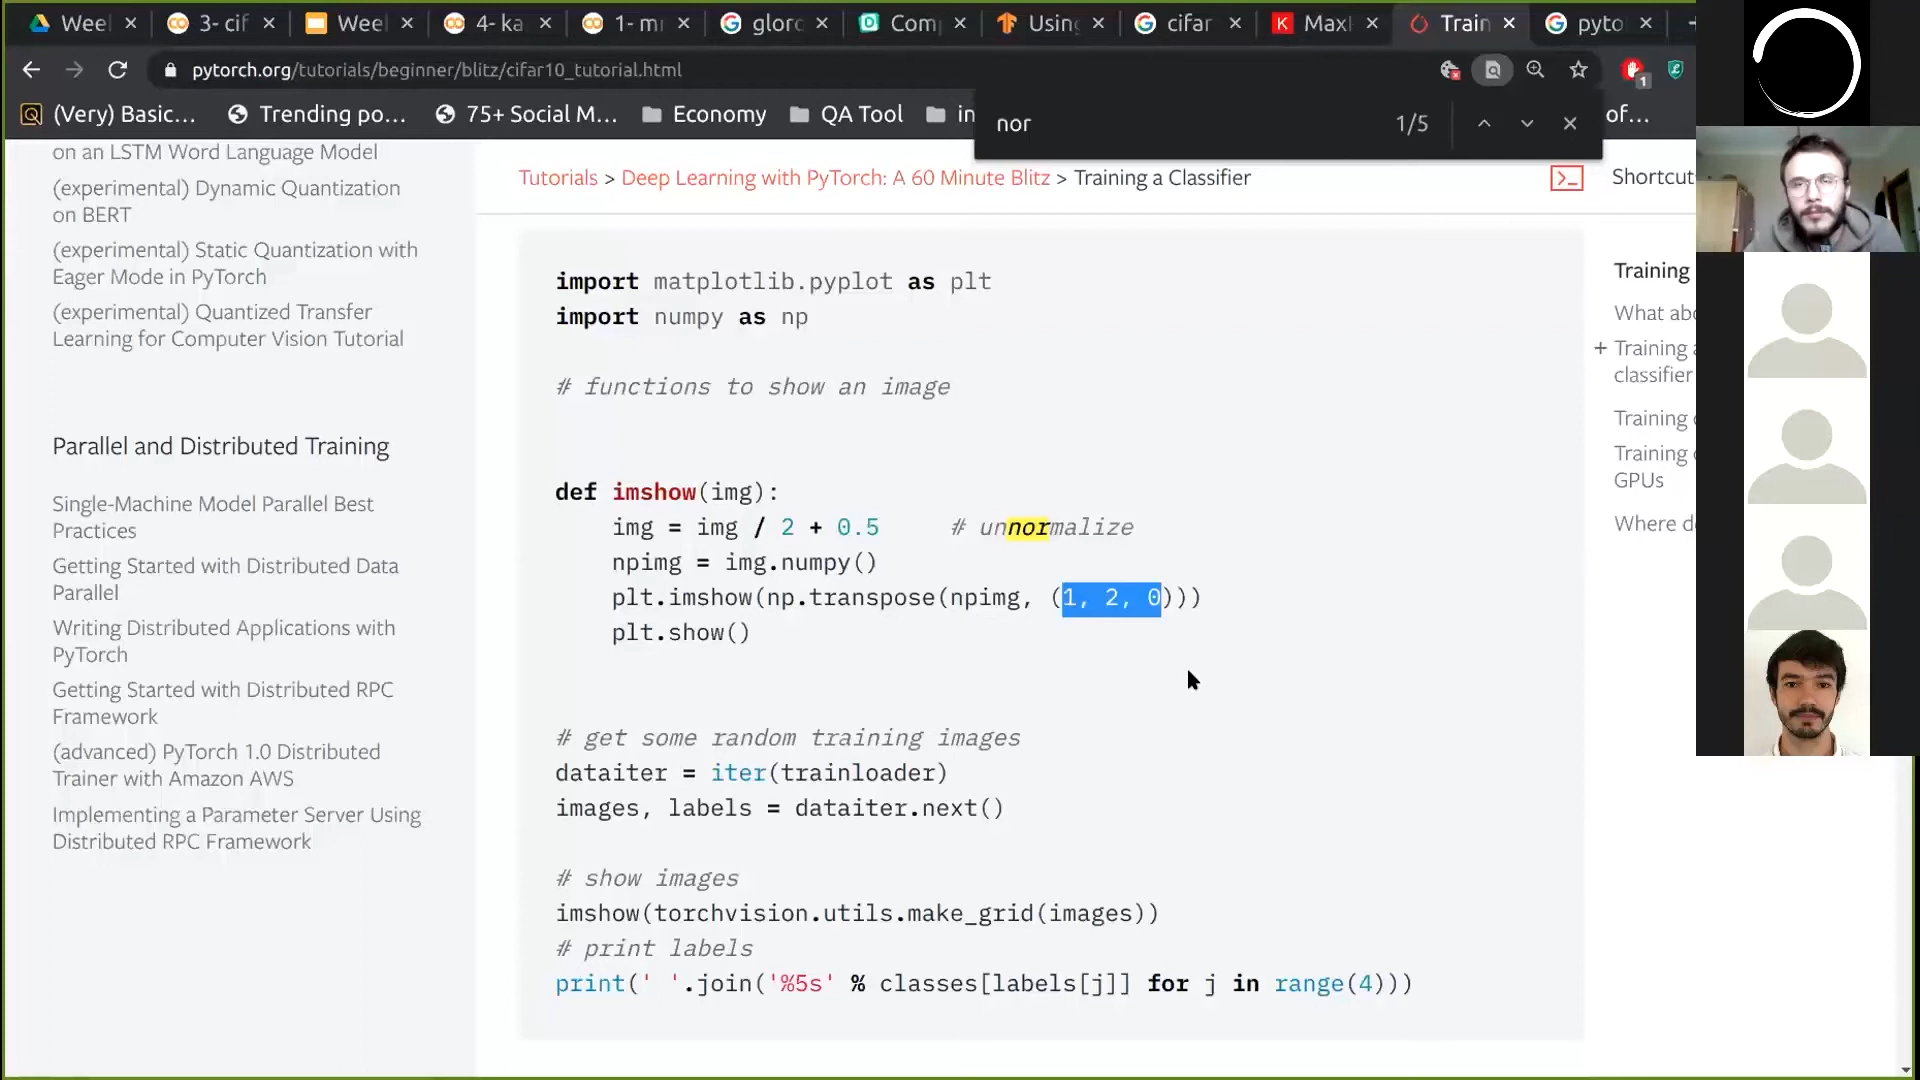 Weel
3- cif
Weel
4- ka
1- mi
glorc
Comp
Using
cifar
MaxI
Train
pyto
pytorch.org/tutorials/beginner/blitz/cifar10_tutorial.html
1
(Very) Basic...
Trending po...
75+ Social M...
Economy
QA Tool
in
of...
nor
1/5
on an LSTM Word Language Model
(experimental) Dynamic Quantization
on BERT
(experimental) Static Quantization with
Eager Mode in PyTorch
(experimental) Quantized Transfer
Learning for Computer Vision Tutorial
Parallel and Distributed Training
Single-Machine Model Parallel Best
Practices
Getting Started with Distributed Data
Parallel
Writing Distributed Applications with
PyTorch
Getting Started with Distributed RPC
Framework
(advanced) PyTorch 1.0 Distributed
Trainer with Amazon AWS
Implementing a Parameter Server Using
Distributed RPC Framework
Tutorials > Deep Learning with PyTorch: A 60 Minute Blitz > Training a Classifier
Shortcut
import matplotlib.pyplot as plt
import numpy as np
# functions to show an image
def imshow(img):
    img = img / 2 + 0.5     # unnormalize
    npimg = img.numpy()
    plt.imshow(np.transpose(npimg, (1, 2, 0)))
    plt.show()
# get some random training images
dataiter = iter(trainloader)
images, labels = dataiter.next()
# show images
imshow(torchvision.utils.make_grid(images))
# print labels
print(' '.join('%5s' % classes[labels[j]] for j in range(4)))
Training
What abo
+ Training a
classifier
Training o
Training o
GPUs
Where do